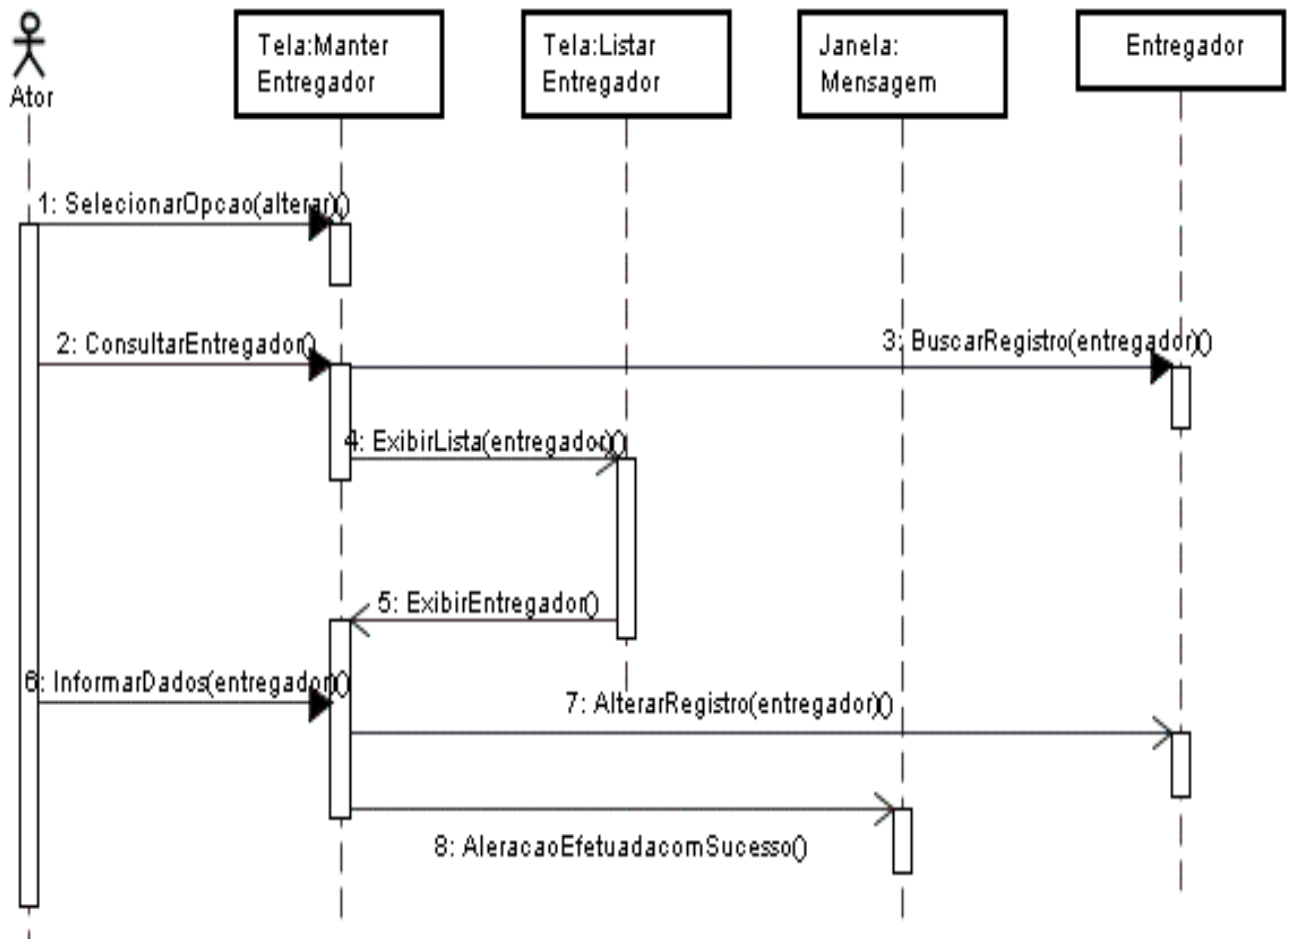 Tela:Manter
Entregador
Tela:Listar
Entregador
Janela:
Mensagem
Entregador
Ator
1: SelecionarOpcao(alterar)()
2: ConsultarEntregador()
3: BuscarRegistro(entregador)()
4: ExibirLista(entregador)()
5: ExibirEntregador()
6: InformarDados(entregador)()
7: AlterarRegistro(entregador)()
8: AleracaoEfetuadacomSucesso()